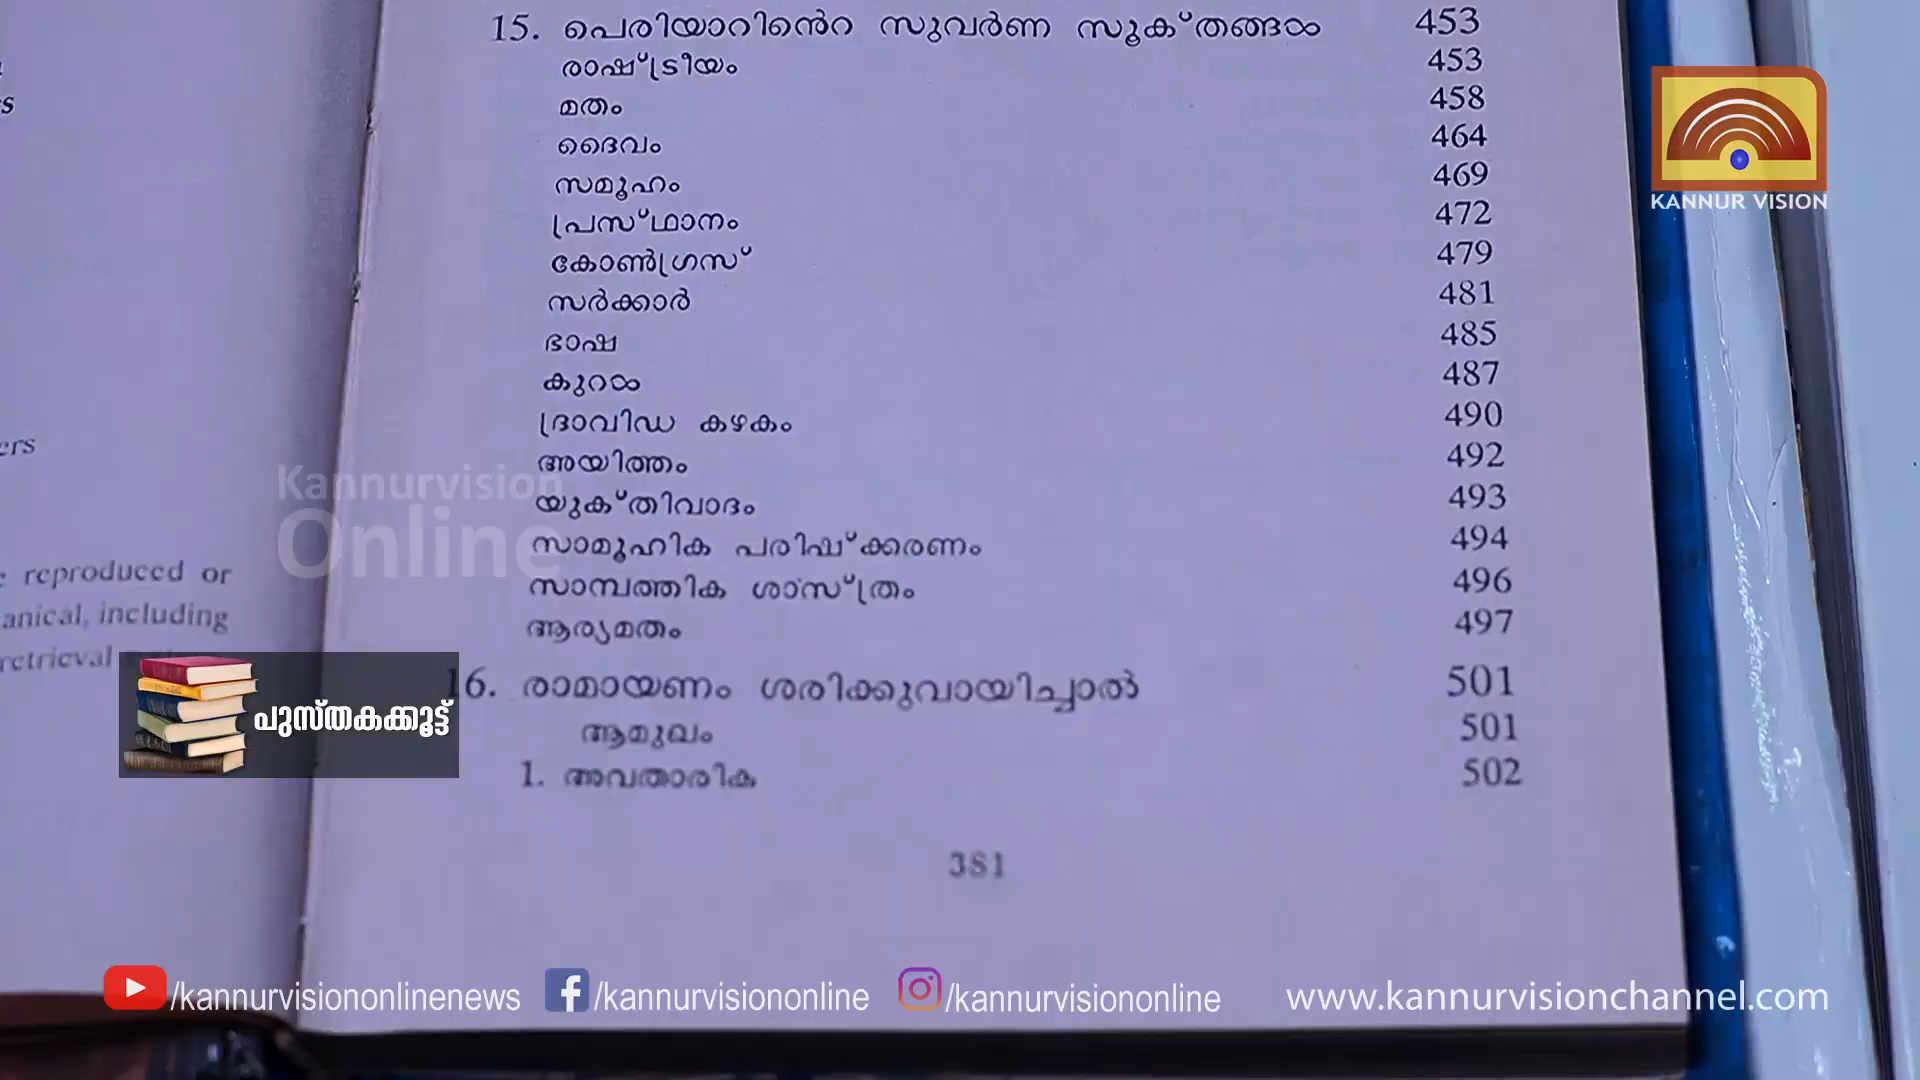 15. പെരിയാറിൻെറ സുവർണ സൂക്തങ്ങൾ 453
രാഷ്ട്രീയം 453
മതം 458
ദൈവം 464
സമൂഹം 469
പ്രസ്ഥാനം 472
കോൺഗ്രസ് 479
സർക്കാർ 481
ഭാഷ 485
കുറൾ 487
ദ്രാവിഡ കഴകം 490
അയിത്തം 492
യുക്തിവാദം 493
സാമൂഹിക പരിഷ്ക്കരണം 494
സാമ്പത്തിക ശാസ്ത്രം 496
ആര്യമതം 497
16. രാമായണം ശരിക്കുവായിച്ചാൽ 501
ആമുഖം 501
1. അവതാരിക 502
381
reproduced or
anical, including
retrieval
KANNUR VISION
Kannurvision
Online
പുസ്തകക്കൂട്ട്
/kannurvisiononlinenews
/kannurvisiononline
/kannurvisiononline
www.kannurvisionchannel.com